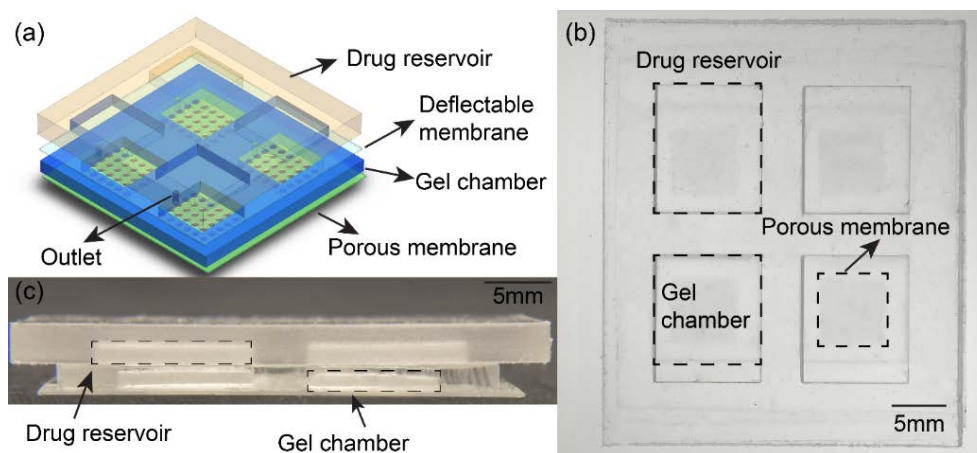 (a)
Drug reservoir
Deflectable
membrane
Gel chamber
Porous membrane
Outlet
(b)
Drug reservoir
Porous membrane
Gel
chamber
5mm
(c)
5mm
Drug reservoir
Gel chamber